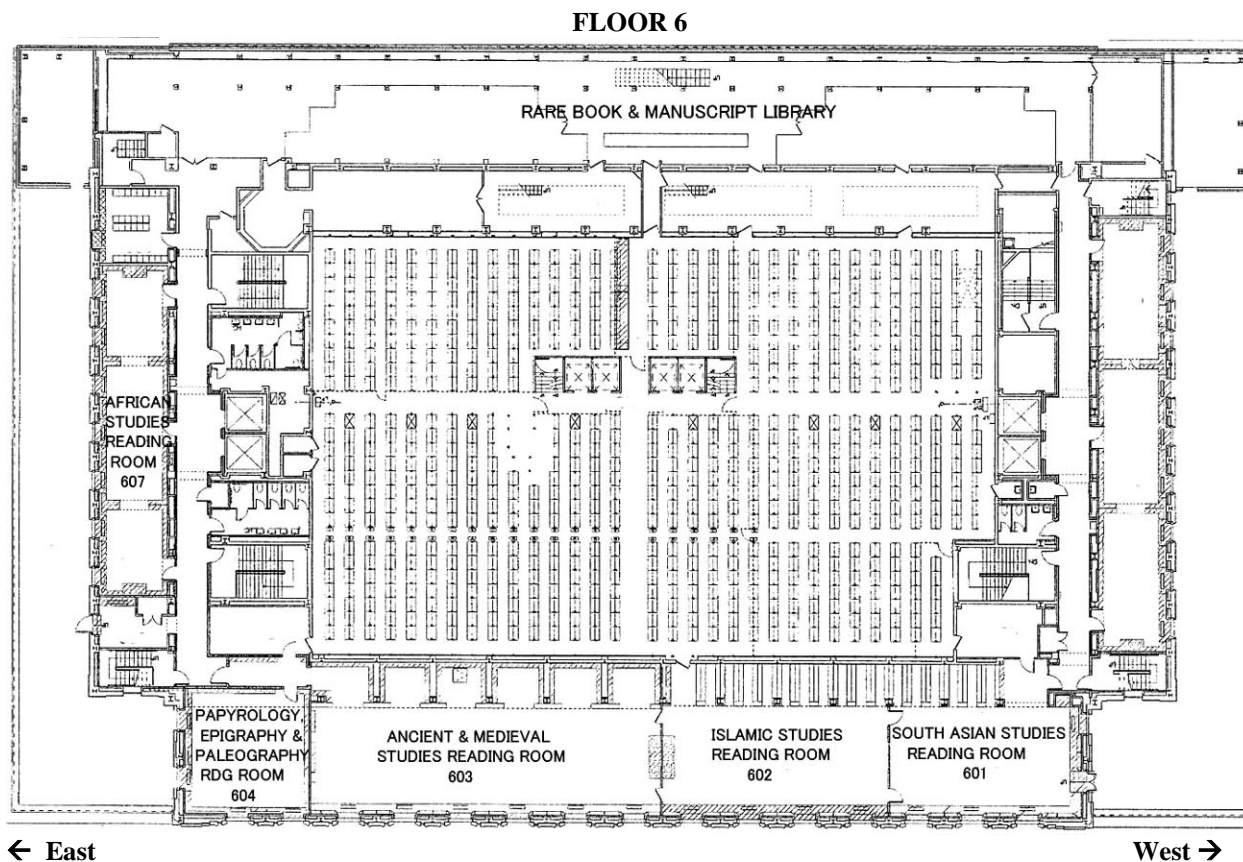 FLOOR 6
RARE BOOK & MANUSCRIPT LIBRARY
AFRICAN
STUDIES
READING
ROOM
607
PAPYROLOGY,
EPIGRAPHY &
PALEOGRAPHY
RDG ROOM
604
ANCIENT & MEDIEVAL
STUDIES READING ROOM
603
ISLAMIC STUDIES
READING ROOM
602
SOUTH ASIAN STUDIES
READING ROOM
601
← East
West →